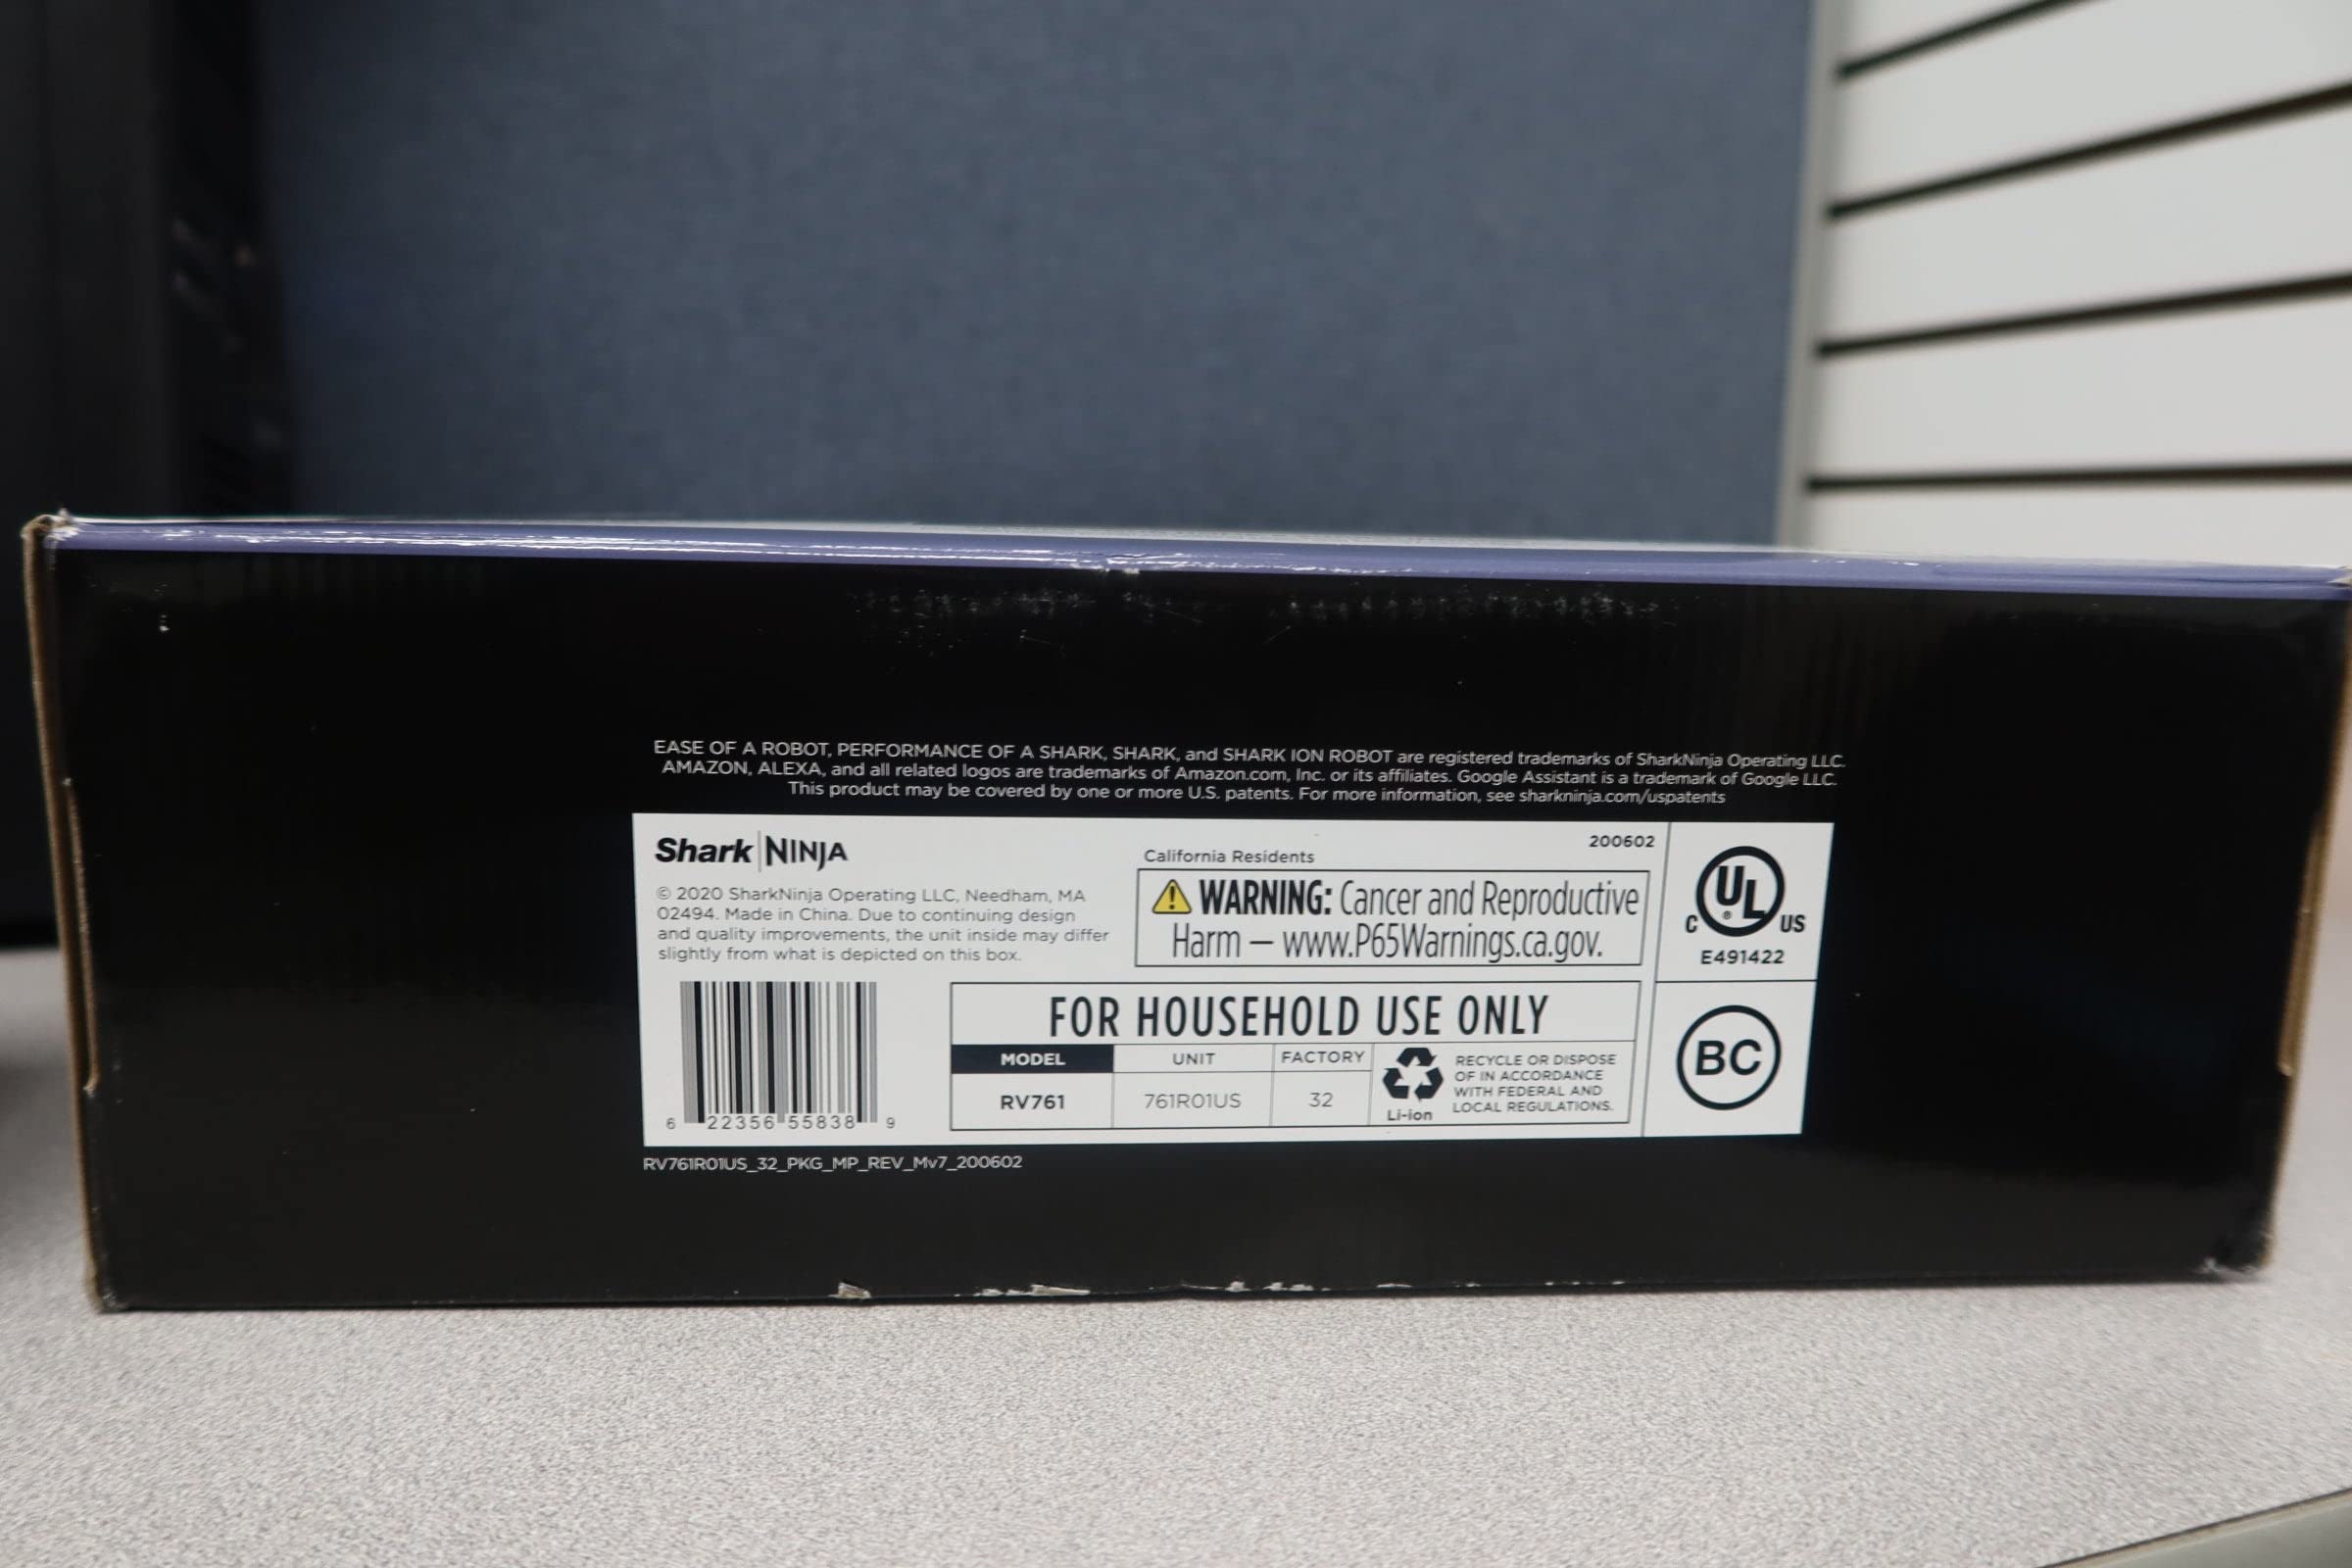 EASE OF A ROBOT, PERFORMANCE OF A SHARK, SHARK, and SHARK ION ROBOT are registered trademarks of SharkNinja Operating LLC.
AMAZON, ALEXA, and all related logos are trademarks of Amazon.com, Inc. or its affiliates. Google Assistant is a trademark of Google LLC.
This product may be covered by one or more U.S. patents. For more information, see sharkninja.com/uspatents
Shark NINJA
© 2020 SharkNinja Operating LLC, Needham, MA
02494. Made in China. Due to continuing design
and quality improvements, the unit inside may differ
slightly from what is depicted on this box.
200602
California Residents
WARNING: Cancer and Reproductive
Harm – www.P65Warnings.ca.gov.
C UL ® US
E491422
6 22356 55838 9
FOR HOUSEHOLD USE ONLY
MODEL UNIT FACTORY
RV761 761R01US 32
Li-ion
RECYCLE OR DISPOSE
OF IN ACCORDANCE
WITH FEDERAL AND
LOCAL REGULATIONS.
BC
RV761R01US_32_PKG_MP_REV_Mv7_200602